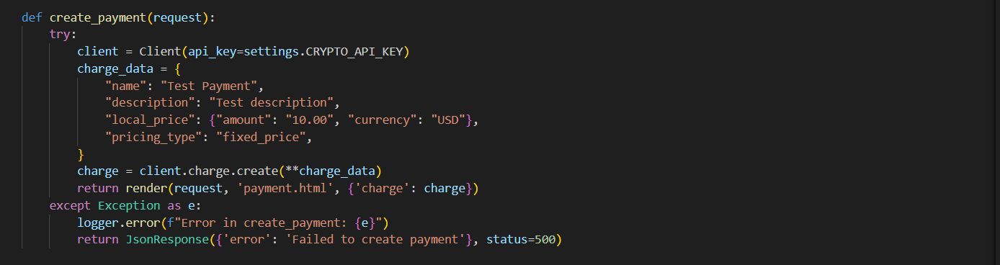 def create_payment(request):
    try:
        client = Client(api_key=settings.CRYPTO_API_KEY)
        charge_data = {
            "name": "Test Payment",
            "description": "Test description",
            "local_price": {"amount": "10.00", "currency": "USD"},
            "pricing_type": "fixed_price",
        }
        charge = client.charge.create(**charge_data)
        return render(request, 'payment.html', {'charge': charge})
    except Exception as e:
        logger.error(f"Error in create_payment: {e}")
        return JsonResponse({'error': 'Failed to create payment'}, status=500)